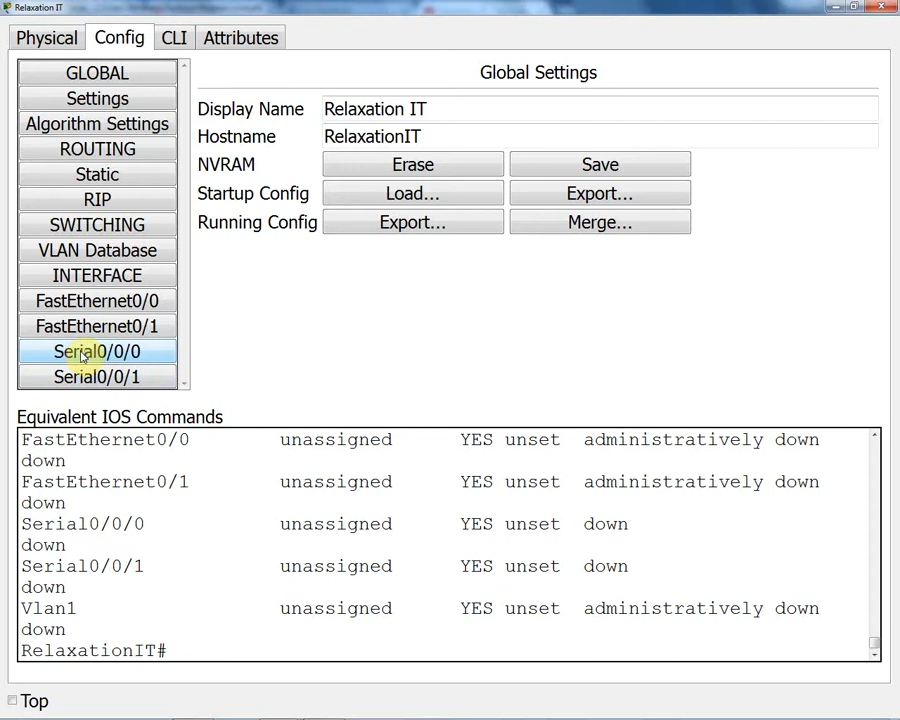 Relaxation IT
Physical Config CLI Attributes
GLOBAL
Settings
Algorithm Settings
ROUTING
Static
RIP
SWITCHING
VLAN Database
INTERFACE
FastEthernet0/0
FastEthernet0/1
Serial0/0/0
Serial0/0/1
Global Settings
Display Name Relaxation IT
Hostname RelaxationIT
NVRAM Erase Save
Startup Config Load... Export...
Running Config Export... Merge...
Equivalent IOS Commands
FastEthernet0/0 unassigned YES unset administratively down
down
FastEthernet0/1 unassigned YES unset administratively down
down
Serial0/0/0 unassigned YES unset down
down
Serial0/0/1 unassigned YES unset down
down
Vlan1 unassigned YES unset administratively down
down
RelaxationIT#
Top